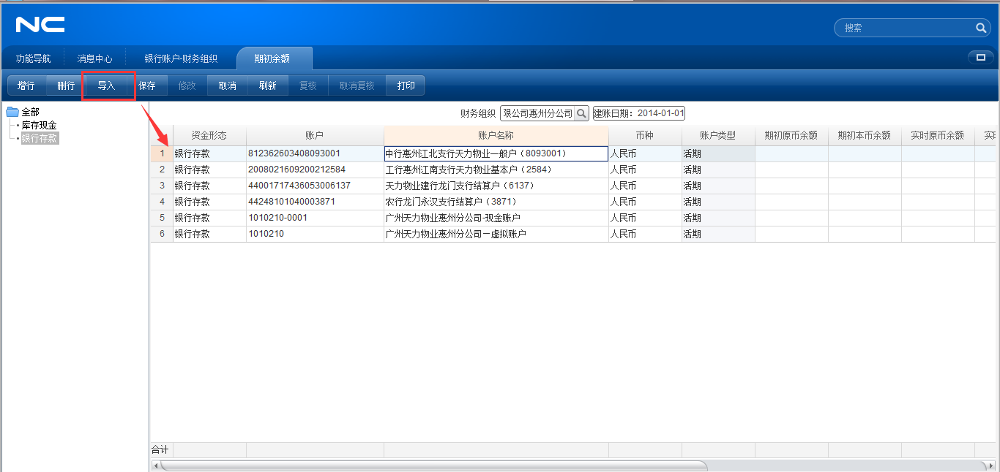 NC
搜索
功能导航 消息中心 银行账户-财务组织 期初余额
增行 删行 导入 保存 修改 取消 刷新 复核 取消复核 打印
全部
库存现金
银行存款
财务组织 限公司惠州分公司 建账日期：2014-01-01
资金形态 账户 账户名称 币种 账户类型 期初原币余额 期初本币余额 实时原币余额
1 银行存款 812362603408093001 中行惠州江北支行天力物业一般户（8093001） 人民币 活期
2 银行存款 2008021609200212584 工行惠州江南支行天力物业基本户（2584） 人民币 活期
3 银行存款 44001717436053006137 天力物业建行龙门支行结算户（6137） 人民币 活期
4 银行存款 44248101040003871 农行龙门永汉支行结算户（3871） 人民币 活期
5 银行存款 1010210-0001 广州天力物业惠州分公司-现金账户 人民币 活期
6 银行存款 1010210 广州天力物业惠州分公司－虚拟账户 人民币 活期
合计